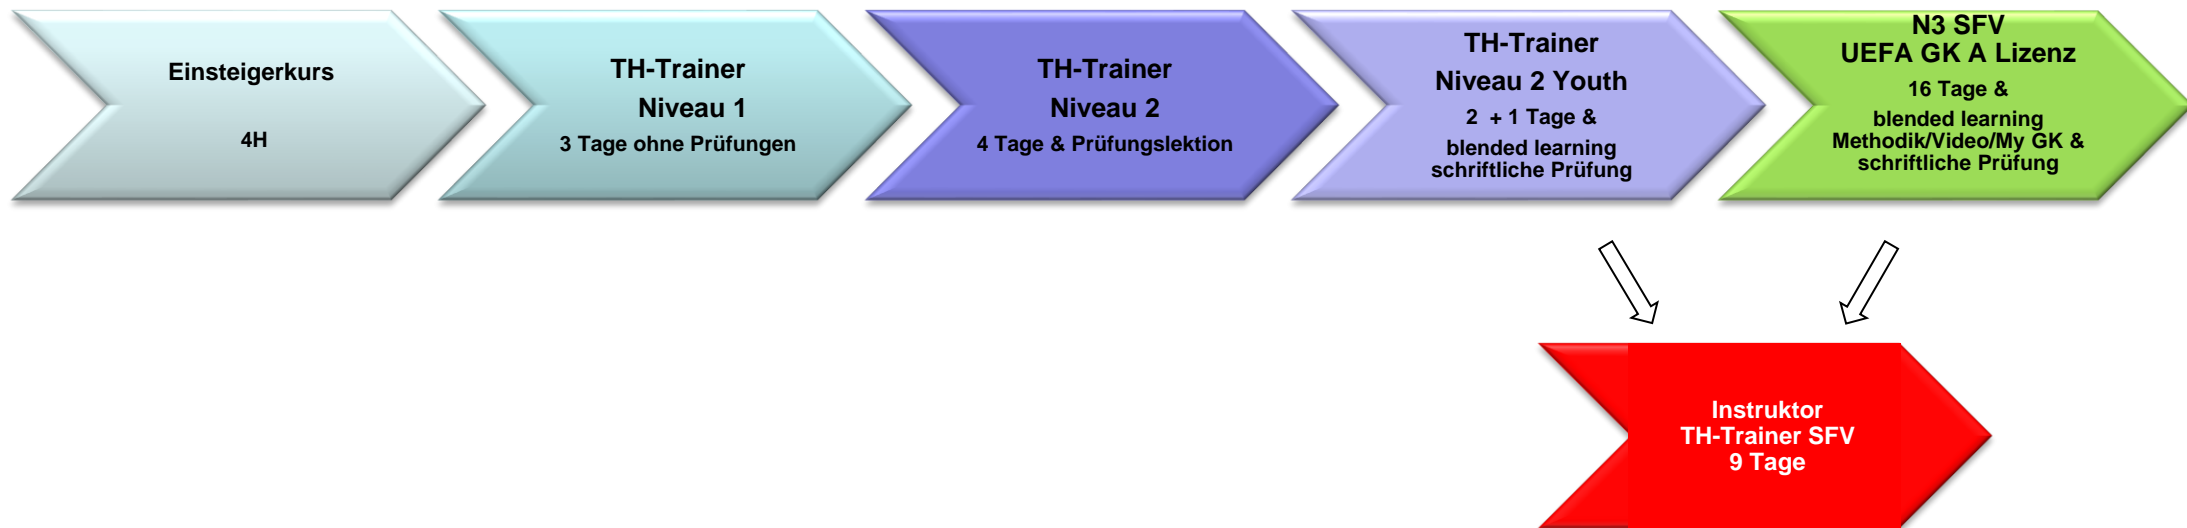 Einsteigerkurs
4H
TH-Trainer
Niveau 1
3 Tage ohne Prüfungen
TH-Trainer
Niveau 2
4 Tage & Prüfungslektion
TH-Trainer
Niveau 2 Youth
2 + 1 Tage &
blended learning
schriftliche Prüfung
N3 SFV
UEFA GK A Lizenz
16 Tage &
blended learning
Methodik/Video/My GK &
schriftliche Prüfung
Instruktor
TH-Trainer SFV
9 Tage